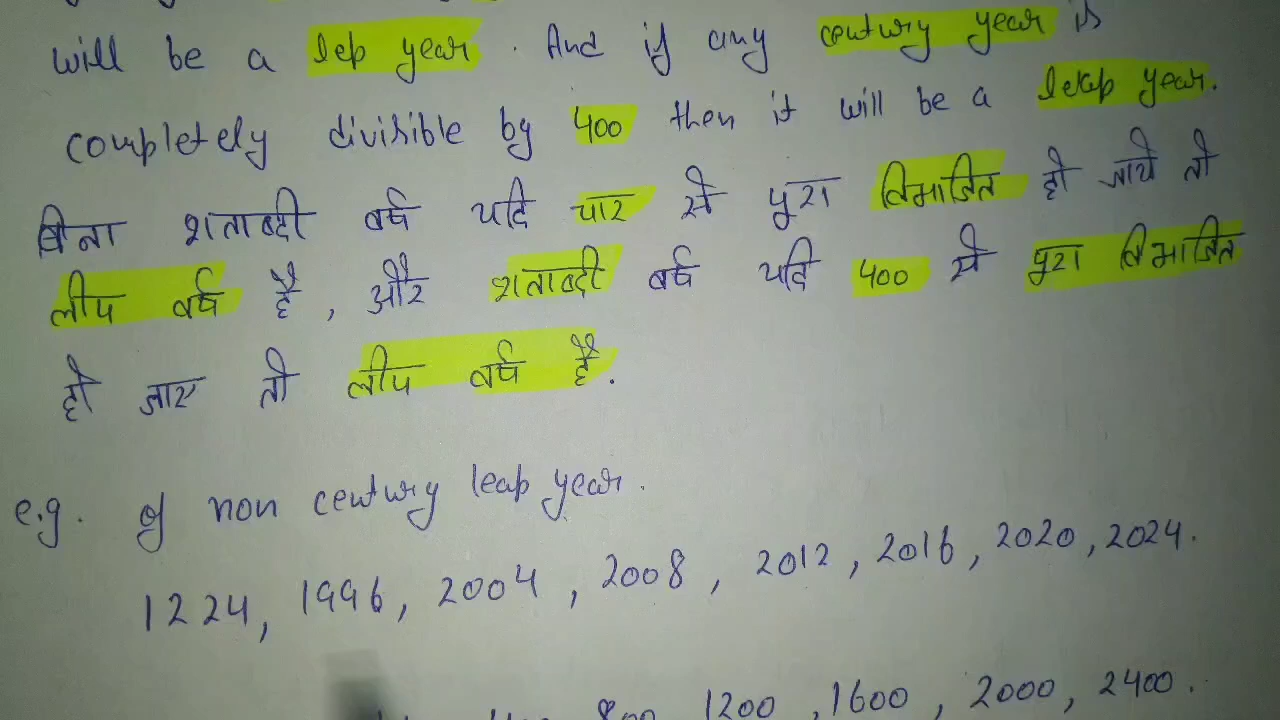 will be a lep year. And if any century year is
completely divisible by 400 then it will be a leap year.
बिना शताब्दी वर्ष यदि चार से पुरा विभाजित हो जाये तो
लीप वर्ष है, और शताब्दी वर्ष यदि 400 से पुरा विभाजित
हो जाए तो लीप वर्ष है.
e.g. of non century leap year.
1224, 1996, 2004, 2008, 2012, 2016, 2020, 2024.
800 1200, 1600, 2000, 2400.